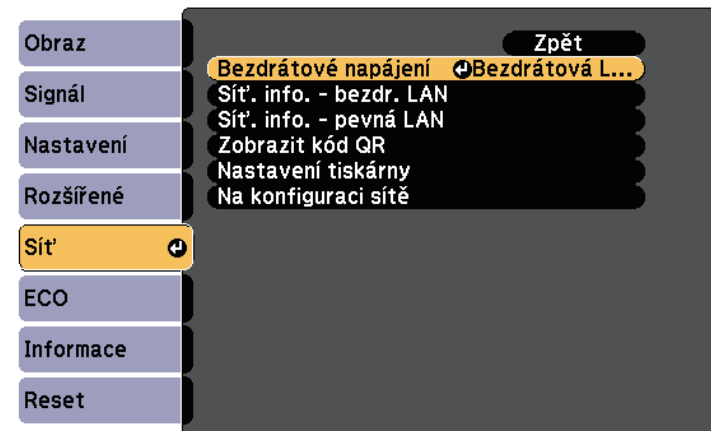 Obraz
Signál
Nastavení
Rozšířené
Síť
ECO
Informace
Reset
Zpět
Bezdrátové napájení Bezdrátová L...
Síť. info. - bezdr. LAN
Síť. info. - pevná LAN
Zobrazit kód QR
Nastavení tiskárny
Na konfiguraci sítě